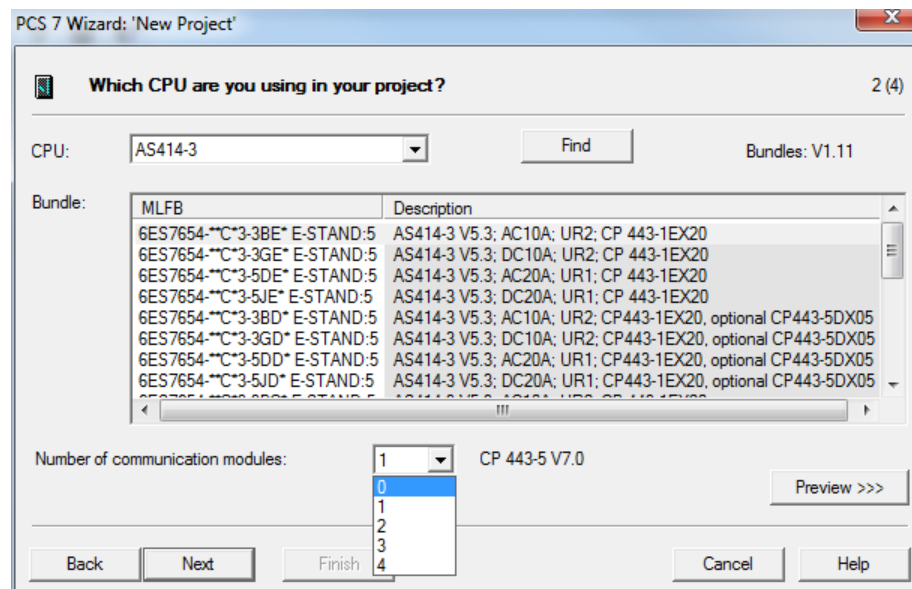 PCS 7 Wizard: 'New Project'
Which CPU are you using in your project? 2 (4)
CPU: AS414-3 Find Bundles: V1.11
Bundle: MLFB Description
6ES7654-**C*3-3BE* E-STAND:5 AS414-3 V5.3; AC10A; UR2; CP 443-1EX20
6ES7654-**C*3-3GE* E-STAND:5 AS414-3 V5.3; DC10A; UR2; CP 443-1EX20
6ES7654-**C*3-5DE* E-STAND:5 AS414-3 V5.3; AC20A; UR1; CP 443-1EX20
6ES7654-**C*3-5JE* E-STAND:5 AS414-3 V5.3; DC20A; UR1; CP 443-1EX20
6ES7654-**C*3-3BD* E-STAND:5 AS414-3 V5.3; AC10A; UR2; CP443-1EX20, optional CP443-5DX05
6ES7654-**C*3-3GD* E-STAND:5 AS414-3 V5.3; DC10A; UR2; CP443-1EX20, optional CP443-5DX05
6ES7654-**C*3-5DD* E-STAND:5 AS414-3 V5.3; AC20A; UR1; CP443-1EX20, optional CP443-5DX05
6ES7654-**C*3-5JD* E-STAND:5 AS414-3 V5.3; DC20A; UR1; CP443-1EX20, optional CP443-5DX05
Number of communication modules: 1 CP 443-5 V7.0
0
1
2
3
4
Preview >>>
Back Next Finish Cancel Help